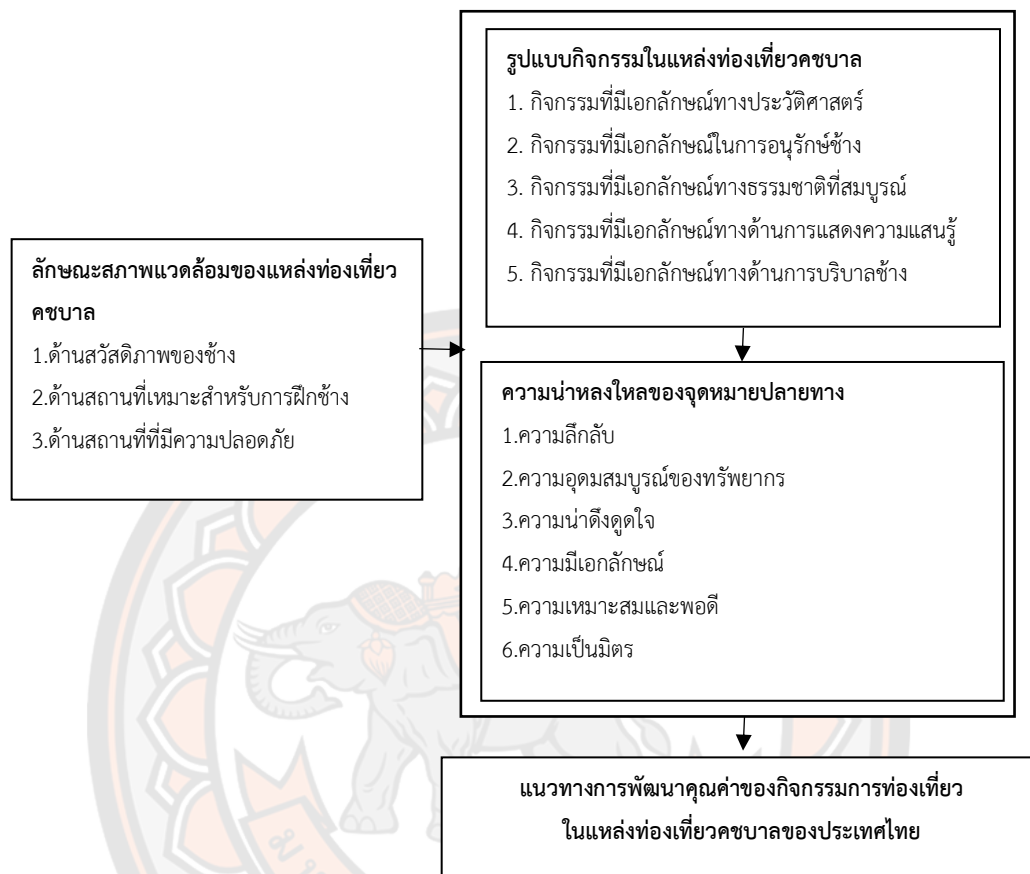 รูปแบบกิจกรรมในแหล่งท่องเที่ยวคชบาล
1. กิจกรรมที่มีเอกลักษณ์ทางประวัติศาสตร์
2. กิจกรรมที่มีเอกลักษณ์ในการอนุรักษ์ช้าง
3. กิจกรรมที่มีเอกลักษณ์ทางธรรมชาติที่สมบูรณ์
4. กิจกรรมที่มีเอกลักษณ์ทางด้านการแสดงความแสนรู้
5. กิจกรรมที่มีเอกลักษณ์ทางด้านการบริบาลช้าง
ลักษณะสภาพแวดล้อมของแหล่งท่องเที่ยว
คชบาล
1.ด้านสวัสดิภาพของช้าง
2.ด้านสถานที่เหมาะสำหรับการฝึกช้าง
3.ด้านสถานที่ที่มีความปลอดภัย
ความน่าหลงใหลของจุดหมายปลายทาง
1.ความลึกลับ
2.ความอุดมสมบูรณ์ของทรัพยากร
3.ความน่าดึงดูดใจ
4.ความมีเอกลักษณ์
5.ความเหมาะสมและพอดี
6.ความเป็นมิตร
แนวทางการพัฒนาคุณค่าของกิจกรรมการท่องเที่ยว
ในแหล่งท่องเที่ยวคชบาลของประเทศไทย